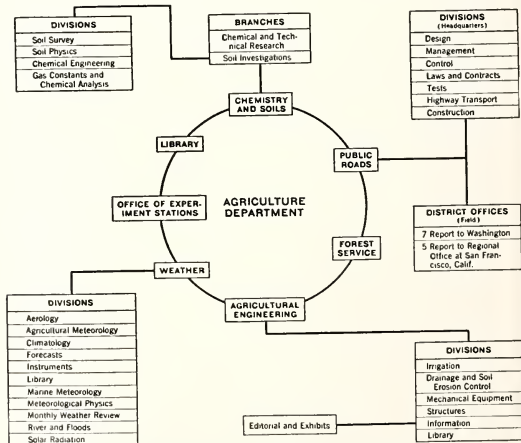 DIVISIONS
Soil Survey
Soil Physics
Chemical Engineering
Gas Constants and
Chemical Analysis
BRANCHES
Chemical and Tech-
nical Research
Soil Investigations
DIVISIONS
(Headquarters)
Design
Management
Control
Laws and Contracts
Tests
Highway Transport
Construction
CHEMISTRY
AND SOILS
LIBRARY
PUBLIC
ROADS
OFFICE OF EXPER-
IMENT STATIONS
AGRICULTURE
DEPARTMENT
DISTRICT OFFICES
(Field)
7 Report to Washington
5 Report to Regional
Office at San Fran-
cisco, Calif.
FOREST
SERVICE
WEATHER
AGRICULTURAL
ENGINEERING
DIVISIONS
Aerology
Agricultural Meteorology
Climatology
Forecasts
Instruments
Library
Marine Meteorology
Meteorological Physics
Monthly Weather Review
River and Floods
Solar Radiation
DIVISIONS
Irrigation
Drainage and Soil
Erosion Control
Mechanical Equipment
Structures
Information
Library
Editorial and Exhibits